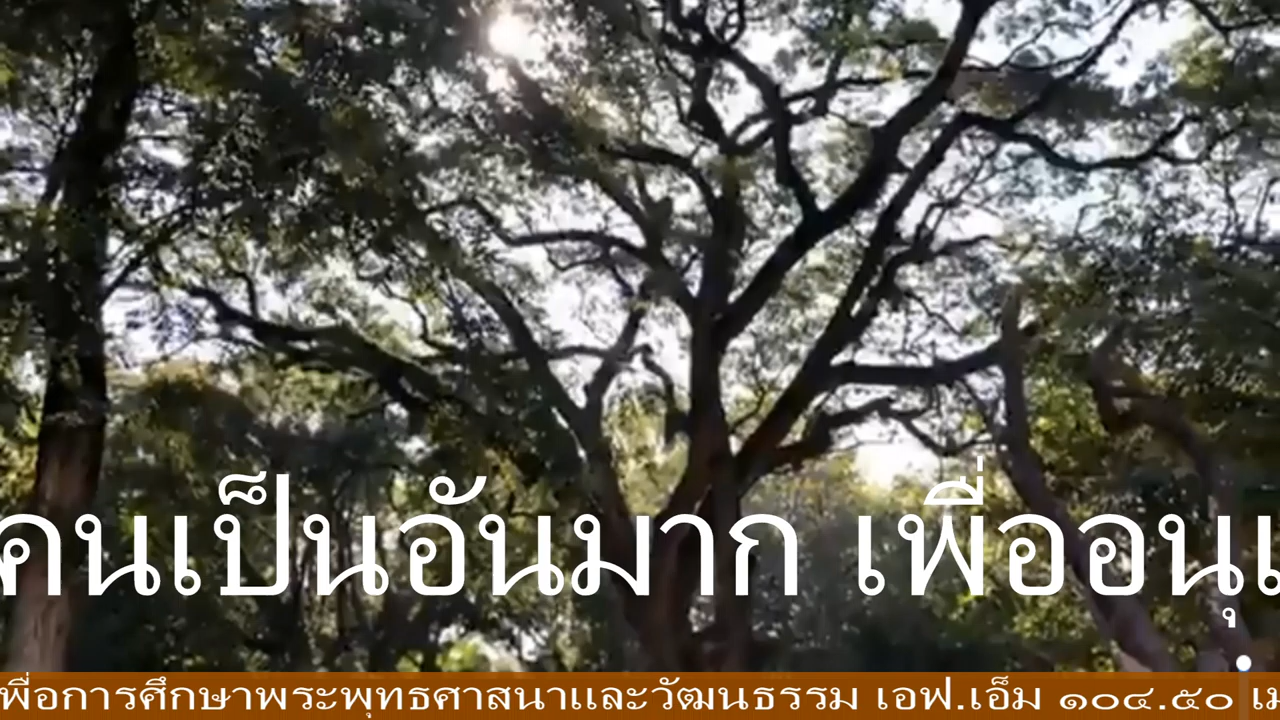 คนเป็นอันมาก เพื่ออนุเ
พื่อการศึกษาพระพุทธศาสนาและวัฒนธรรม เอฟ.เอ็ม ๑๐๔.๕๐ เม